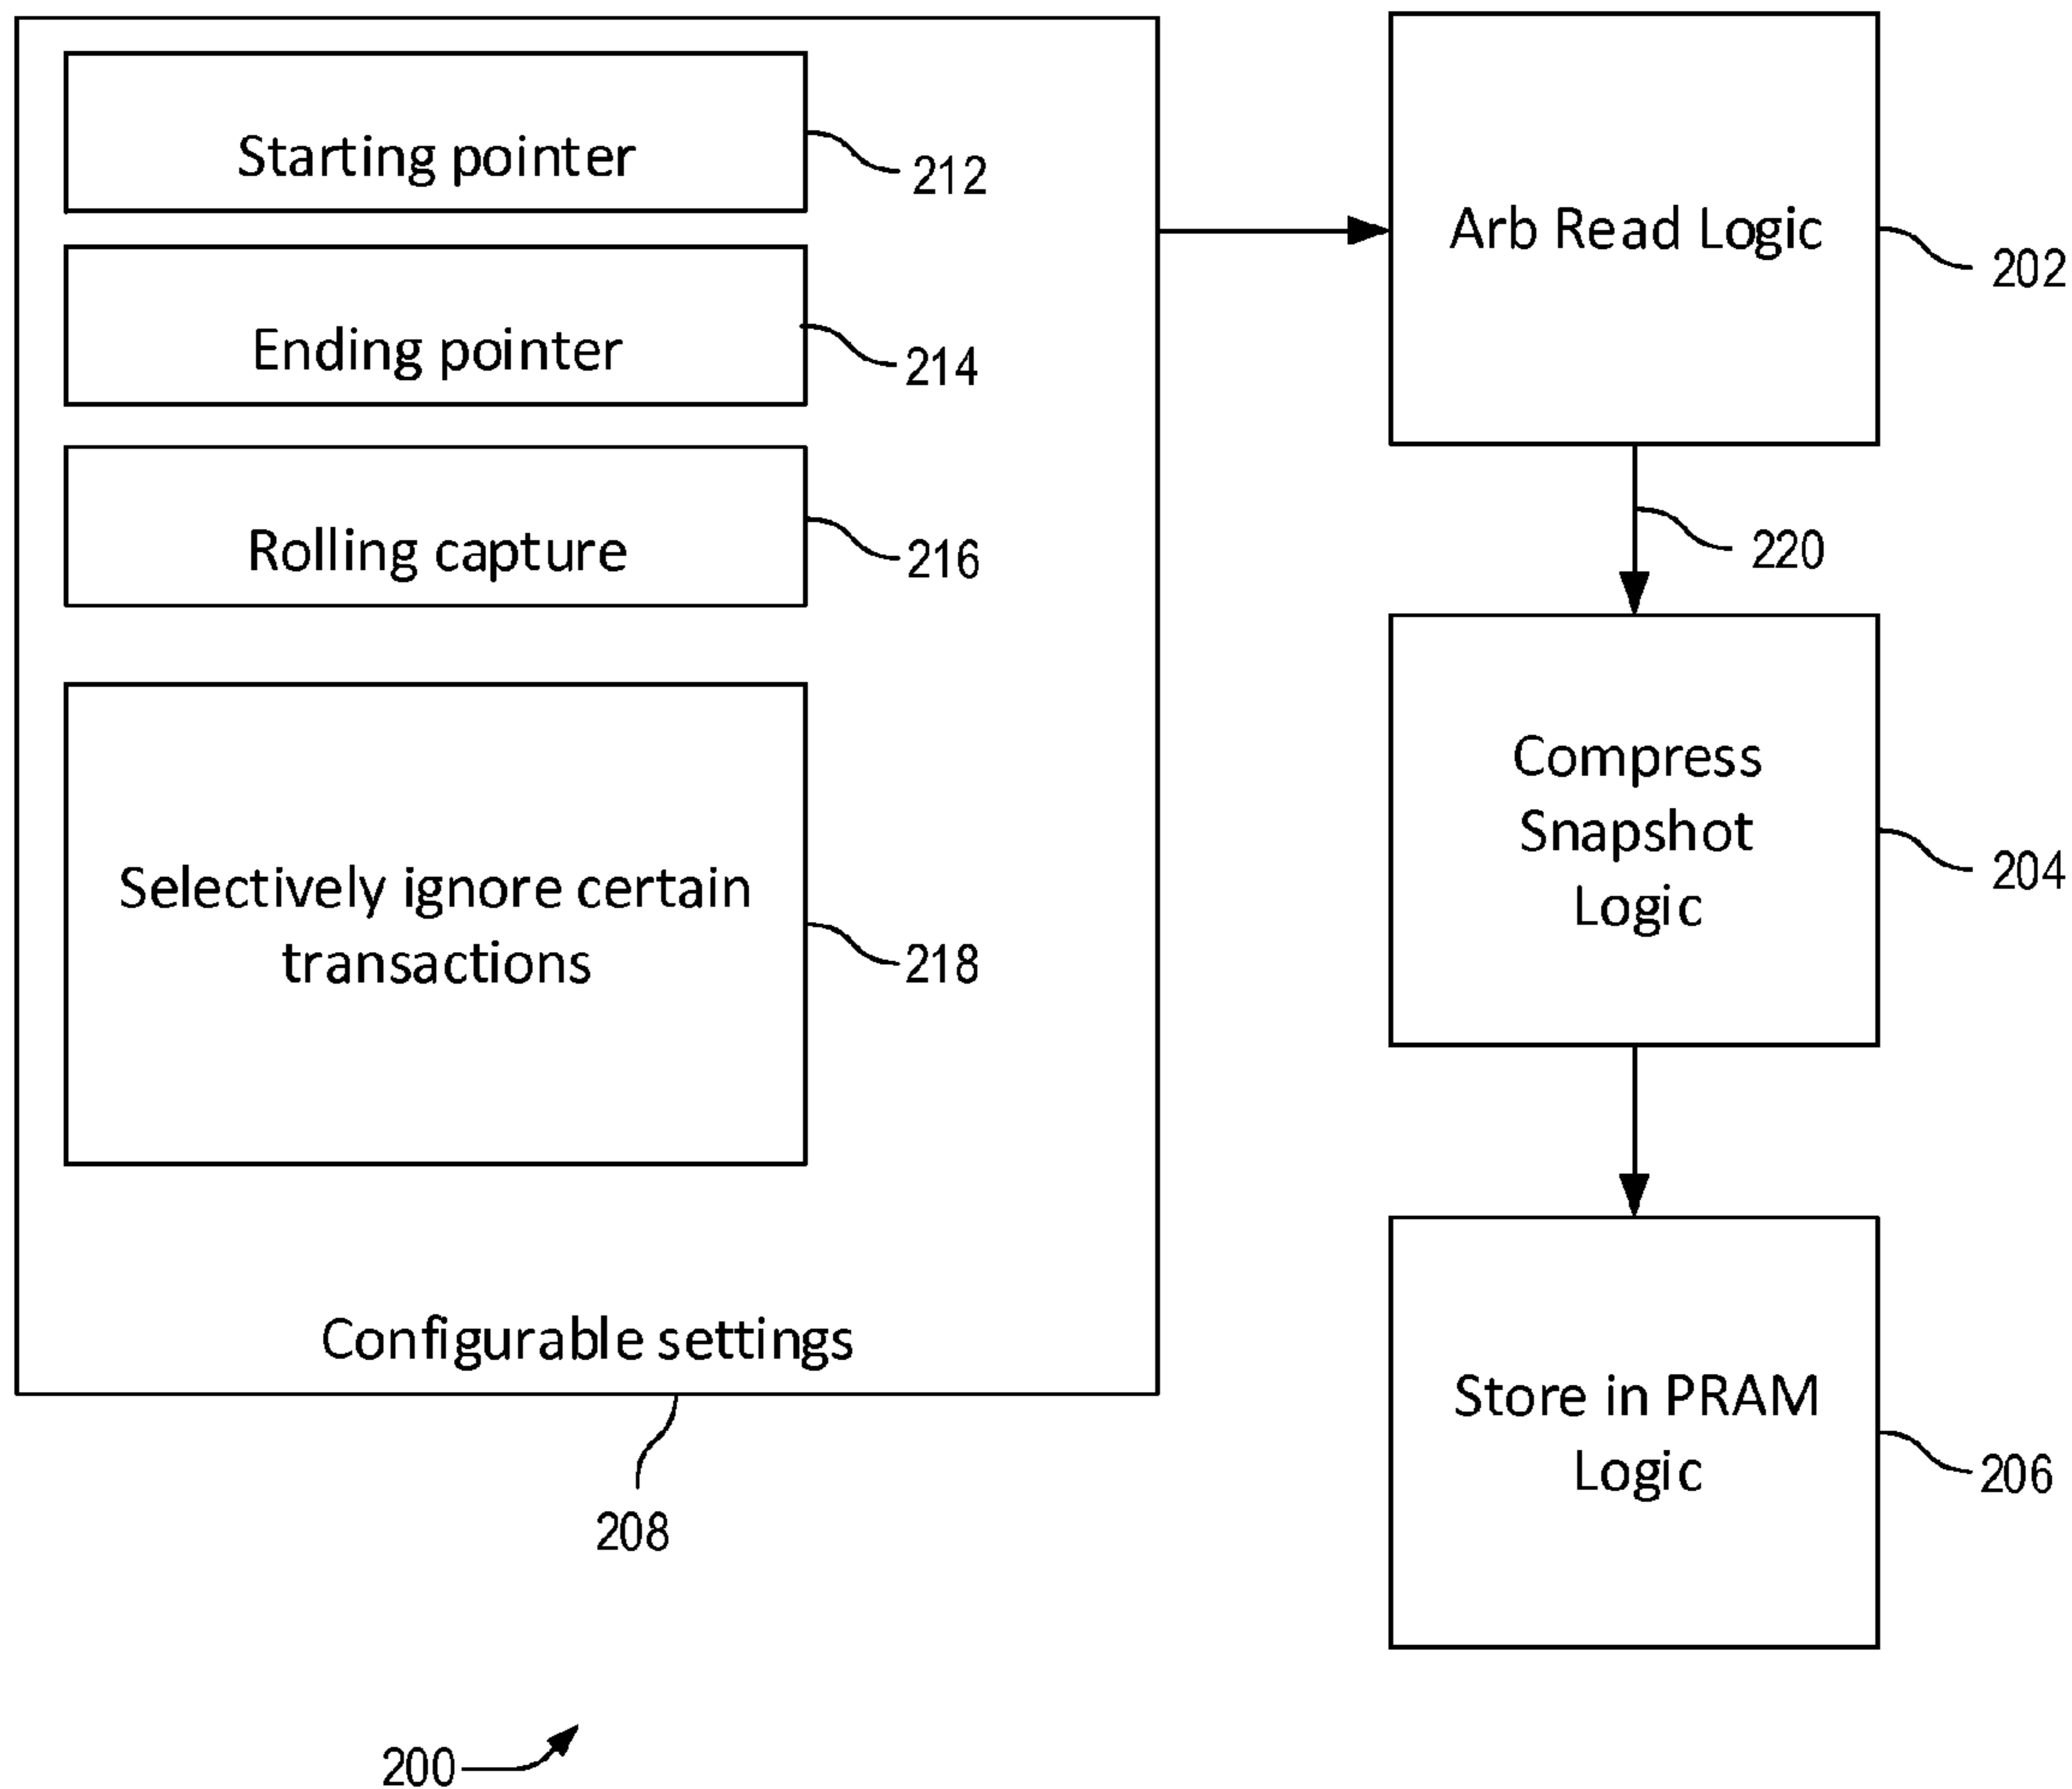 Starting pointer
212
Ending pointer
214
Rolling capture
216
Selectively ignore certain
transactions
218
Configurable settings
208
Arb Read Logic
202
220
Compress
Snapshot
Logic
204
Store in PRAM
Logic
206
200